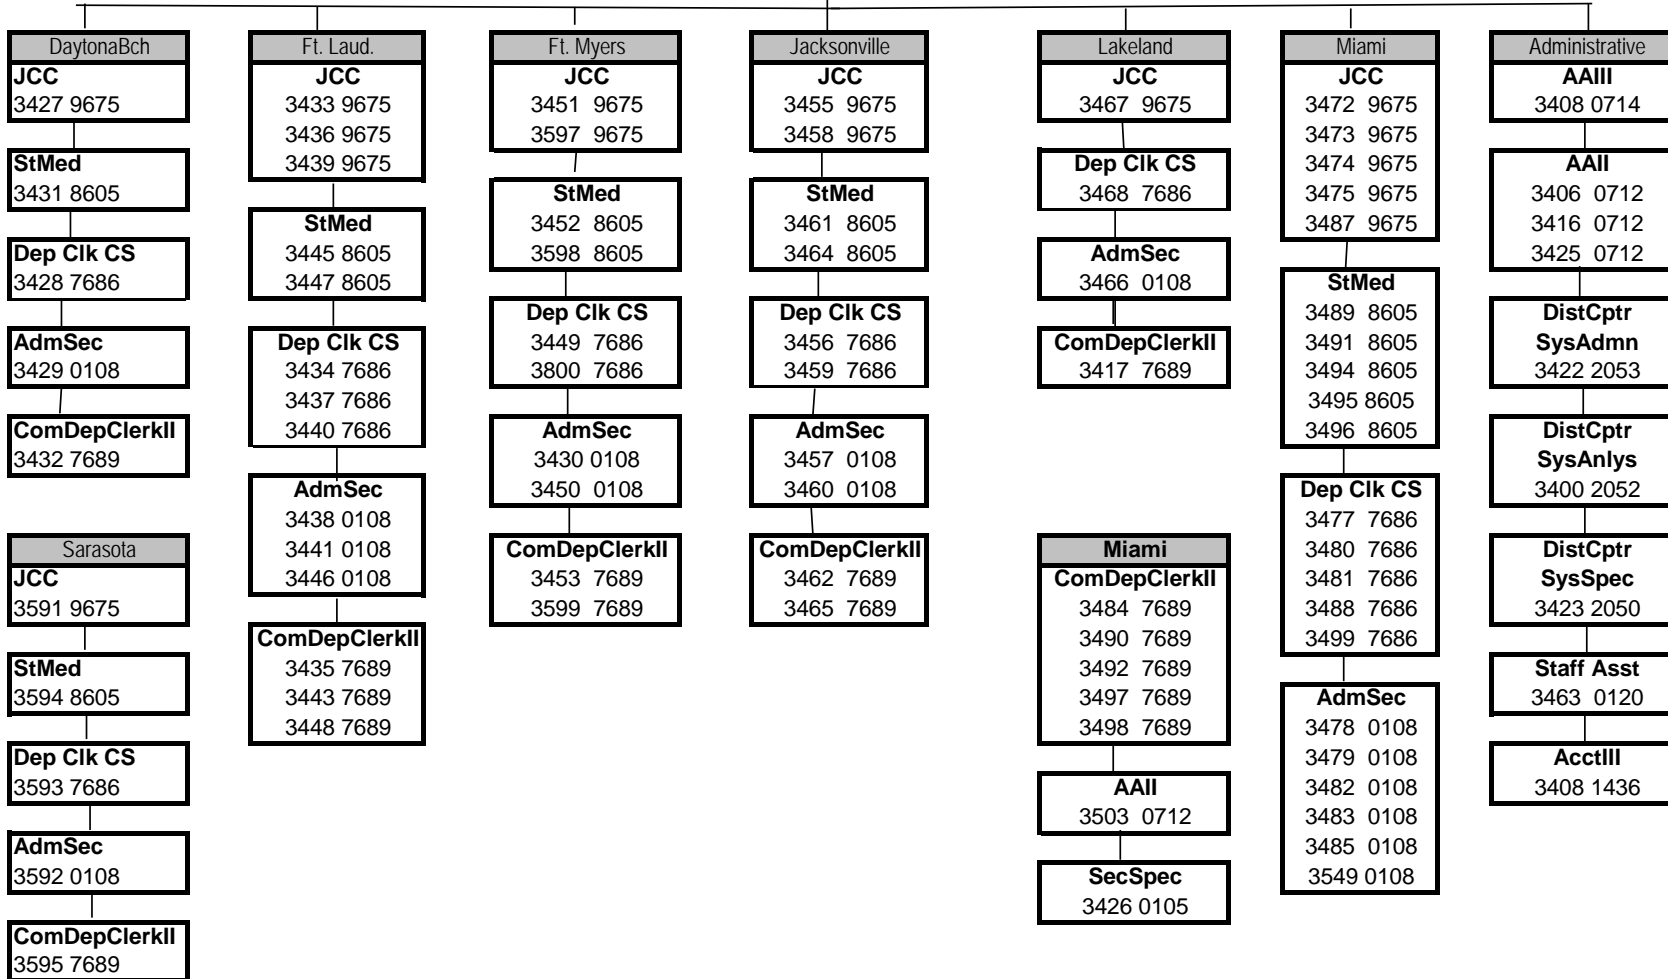 DaytonaBch
JCC
3427 9675
StMed
3431 8605
Dep Clk CS
3428 7686
AdmSec
3429 0108
ComDepClerkII
3432 7689
Sarasota
JCC
3591 9675
StMed
3594 8605
Dep Clk CS
3593 7686
AdmSec
3592 0108
ComDepClerkII
3595 7689
Ft. Laud.
JCC
3433 9675
3436 9675
3439 9675
StMed
3445 8605
3447 8605
Dep Clk CS
3434 7686
3437 7686
3440 7686
AdmSec
3438 0108
3441 0108
3446 0108
ComDepClerkII
3435 7689
3443 7689
3448 7689
Ft. Myers
JCC
3451 9675
3597 9675
StMed
3452 8605
3598 8605
Dep Clk CS
3449 7686
3800 7686
AdmSec
3430 0108
3450 0108
ComDepClerkII
3453 7689
3599 7689
Jacksonville
JCC
3455 9675
3458 9675
StMed
3461 8605
3464 8605
Dep Clk CS
3456 7686
3459 7686
AdmSec
3457 0108
3460 0108
ComDepClerkII
3462 7689
3465 7689
Lakeland
JCC
3467 9675
Dep Clk CS
3468 7686
AdmSec
3466 0108
ComDepClerkII
3417 7689
Miami
ComDepClerkII
3484 7689
3490 7689
3492 7689
3497 7689
3498 7689
AAII
3503 0712
SecSpec
3426 0105
Miami
JCC
3472 9675
3473 9675
3474 9675
3475 9675
3487 9675
StMed
3489 8605
3491 8605
3494 8605
3495 8605
3496 8605
Dep Clk CS
3477 7686
3480 7686
3481 7686
3488 7686
3499 7686
AdmSec
3478 0108
3479 0108
3482 0108
3483 0108
3485 0108
3549 0108
Administrative
AAIII
3408 0714
AAII
3406 0712
3416 0712
3425 0712
DistCptr
SysAdmn
3422 2053
DistCptr
SysAnlys
3400 2052
DistCptr
SysSpec
3423 2050
Staff Asst
3463 0120
AcctIII
3408 1436